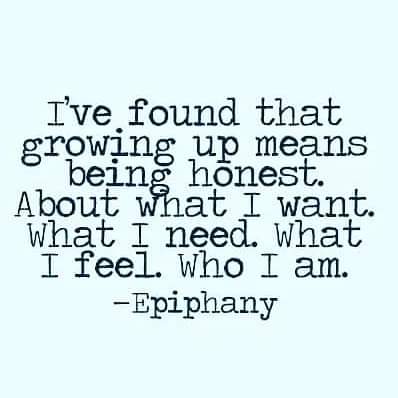 I've found that
growing up means
being honest.
About what I want.
What I need. What
I feel. Who I am.
-Epiphany